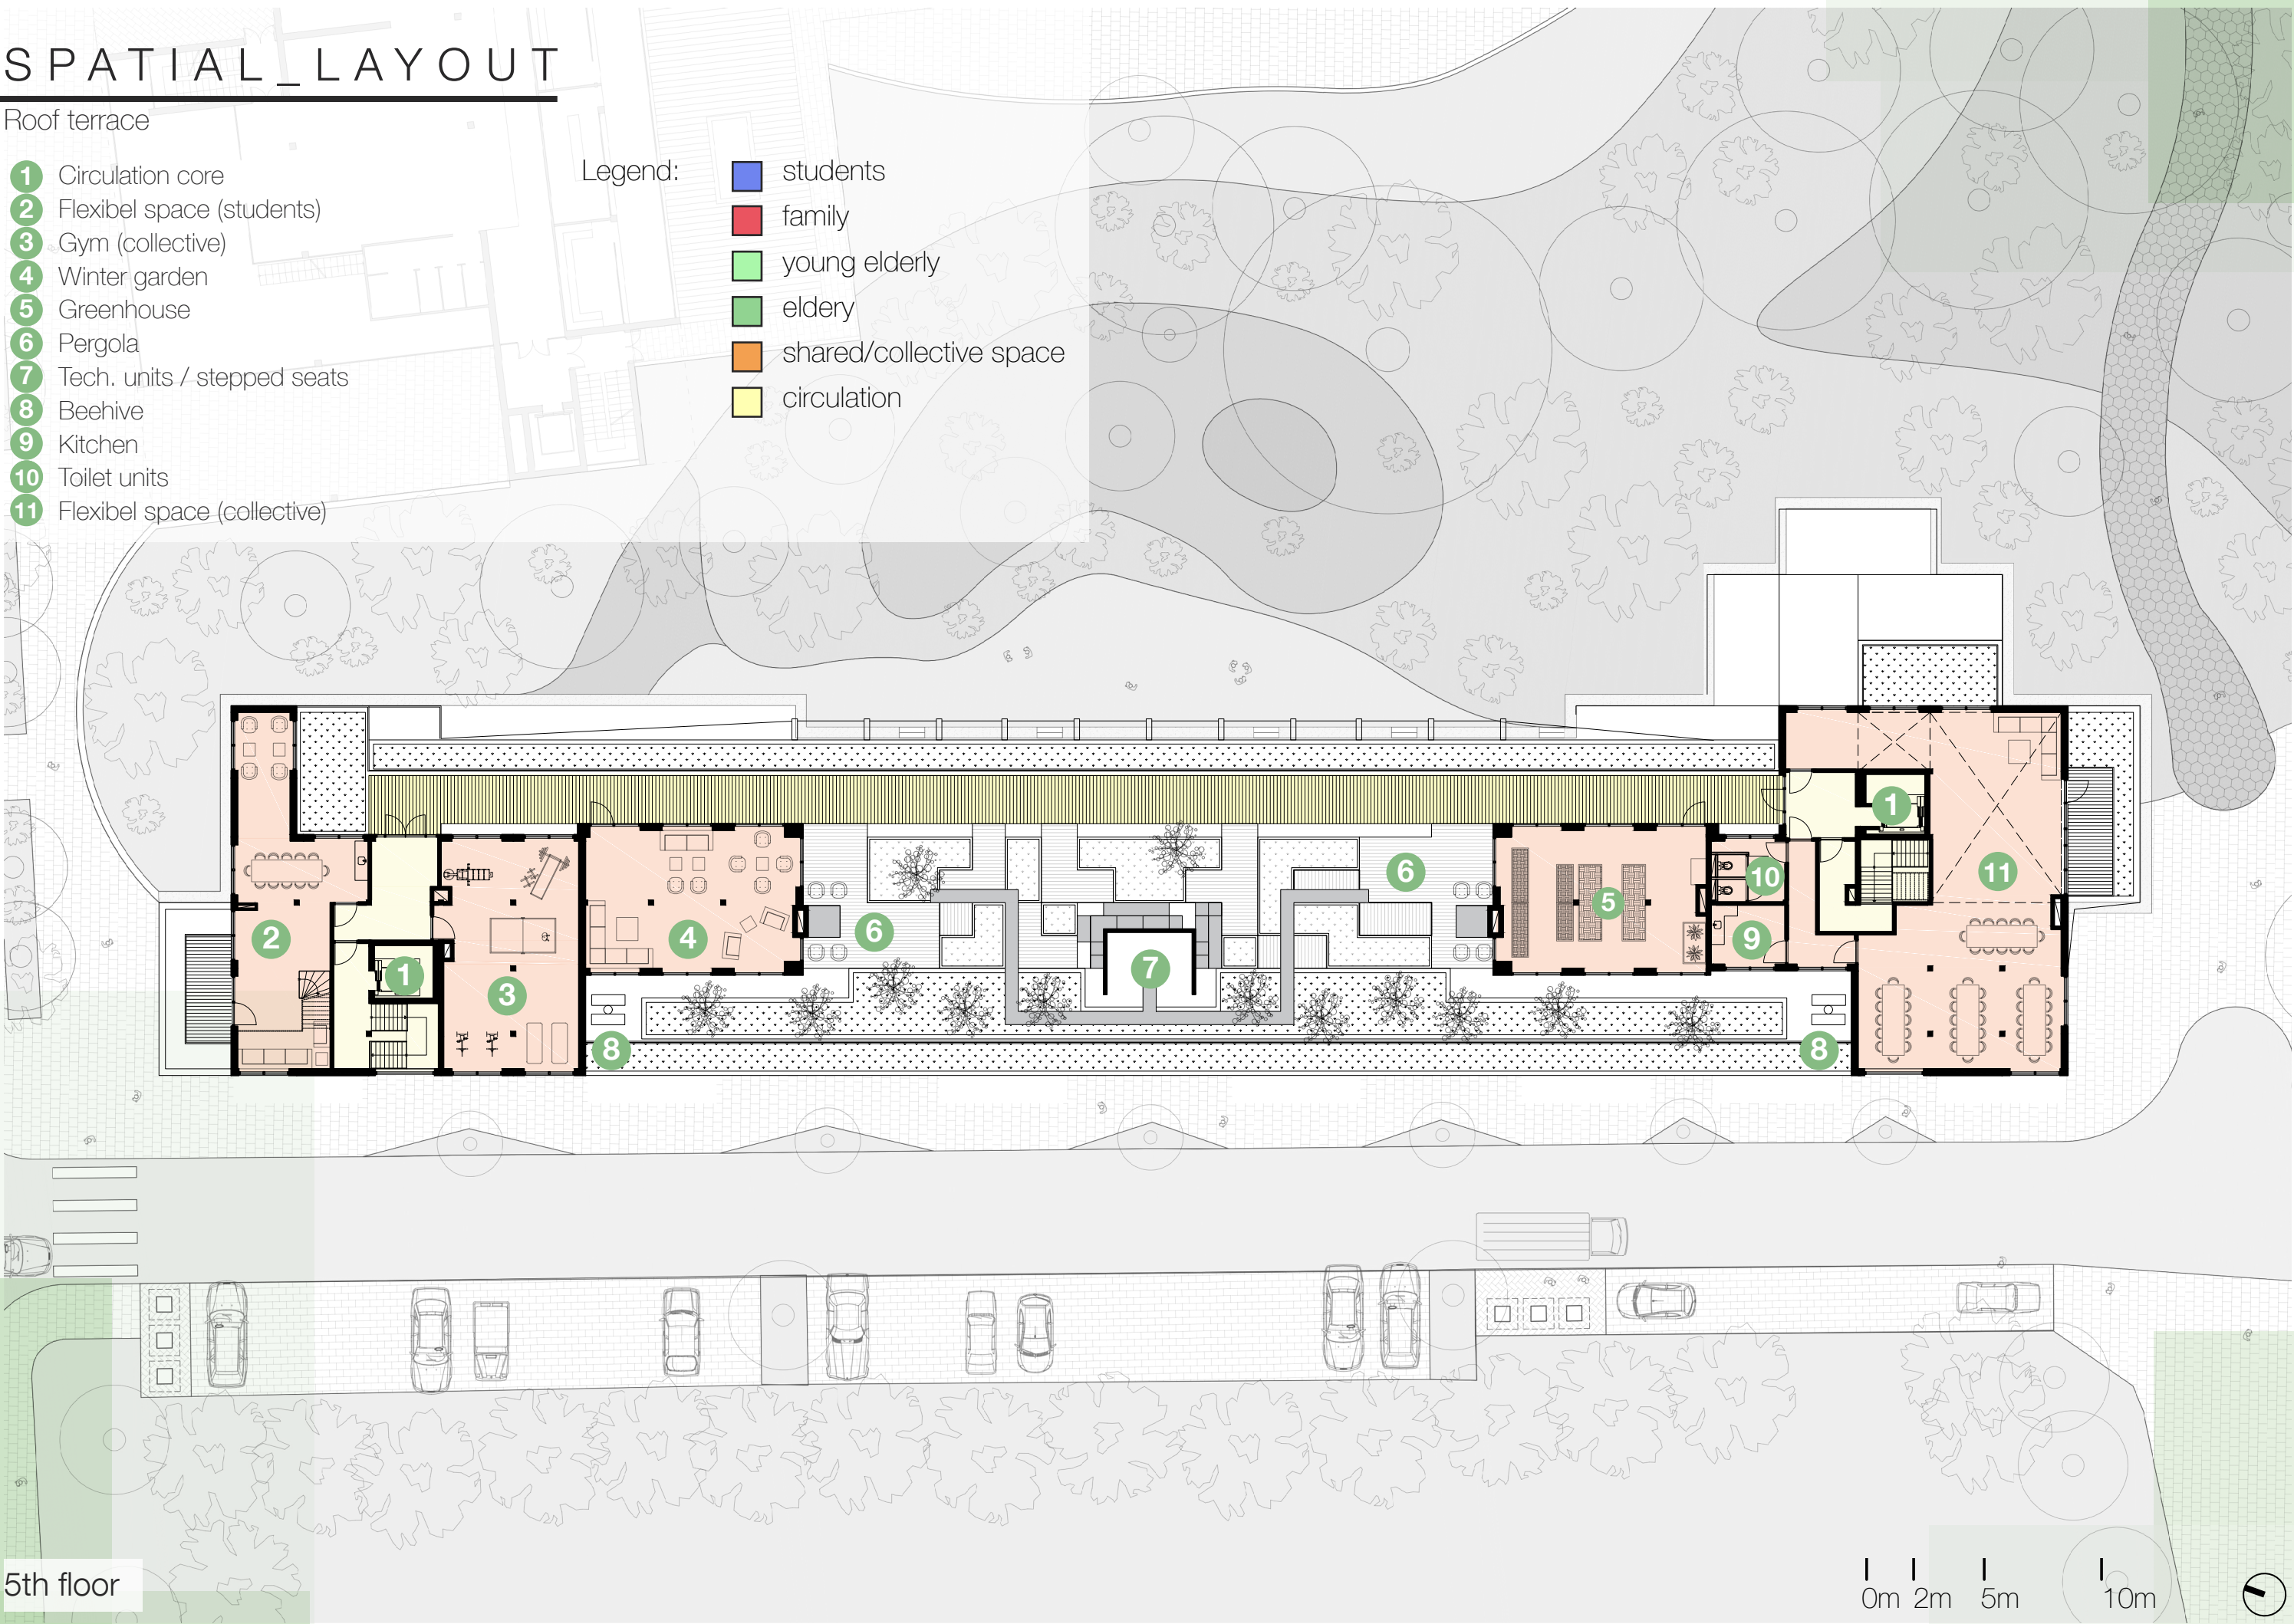 SPATIAL_LAYOUT
Roof terrace
1 Circulation core
2 Flexibel space (students)
3 Gym (collective)
4 Winter garden
5 Greenhouse
6 Pergola
7 Tech. units / stepped seats
8 Beehive
9 Kitchen
10 Toilet units
11 Flexibel space (collective)
Legend:
students
family
young elderly
eldery
shared/collective space
circulation
1
11
6
10
5
2
6
4
9
1
7
3
8
8
5th floor
0m 2m 5m 10m